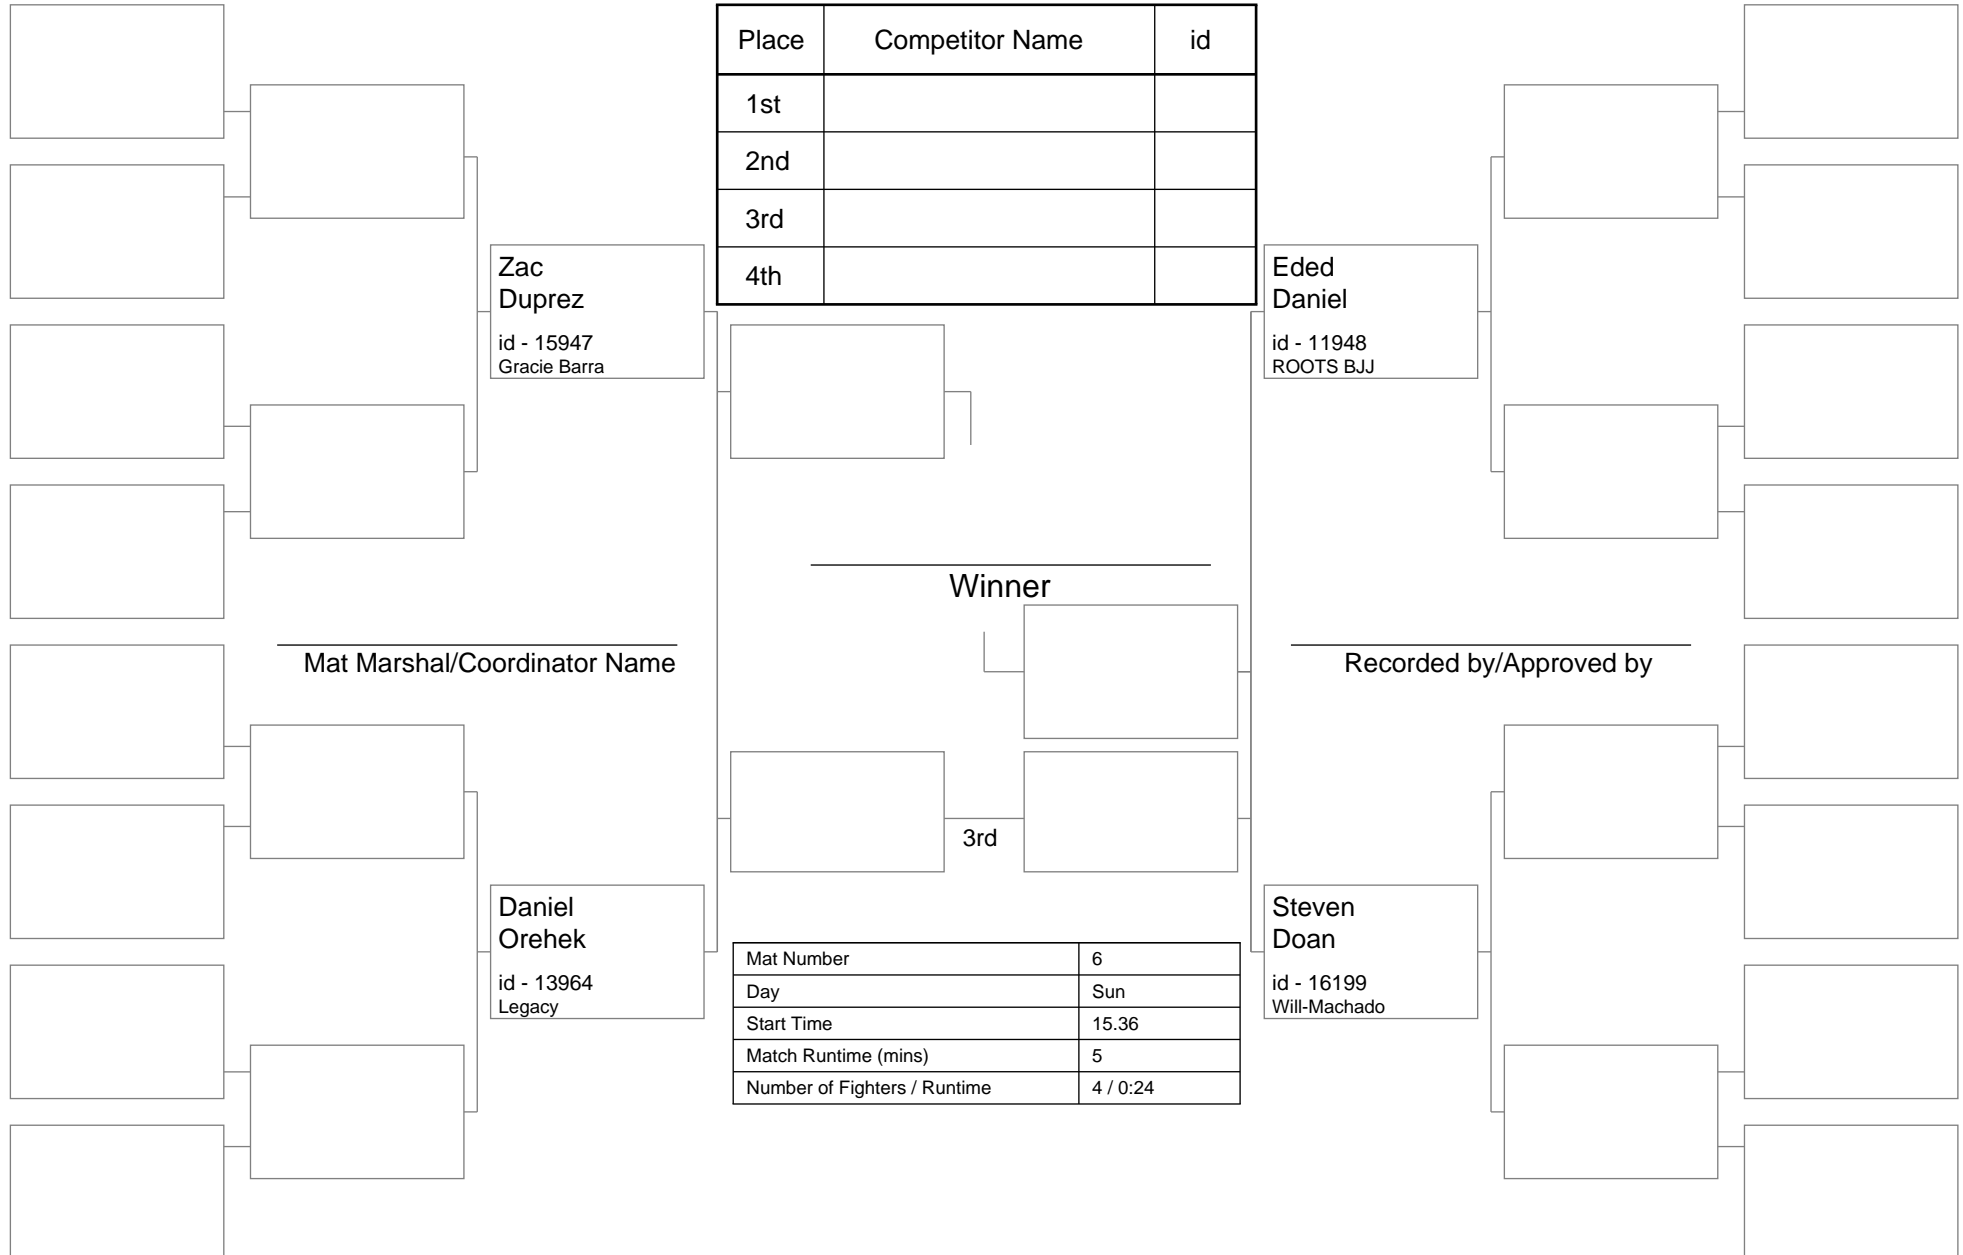 Place Competitor Name id
1st
2nd
3rd
4th
Zac
Duprez
id - 15947
Gracie Barra
Eded
Daniel
id - 11948
ROOTS BJJ
Winner
Mat Marshal/Coordinator Name
Recorded by/Approved by
3rd
Daniel
Orehek
id - 13964
Legacy
Steven
Doan
id - 16199
Will-Machado
Mat Number 6
Day Sun
Start Time 15.36
Match Runtime (mins) 5
Number of Fighters / Runtime 4 / 0:24